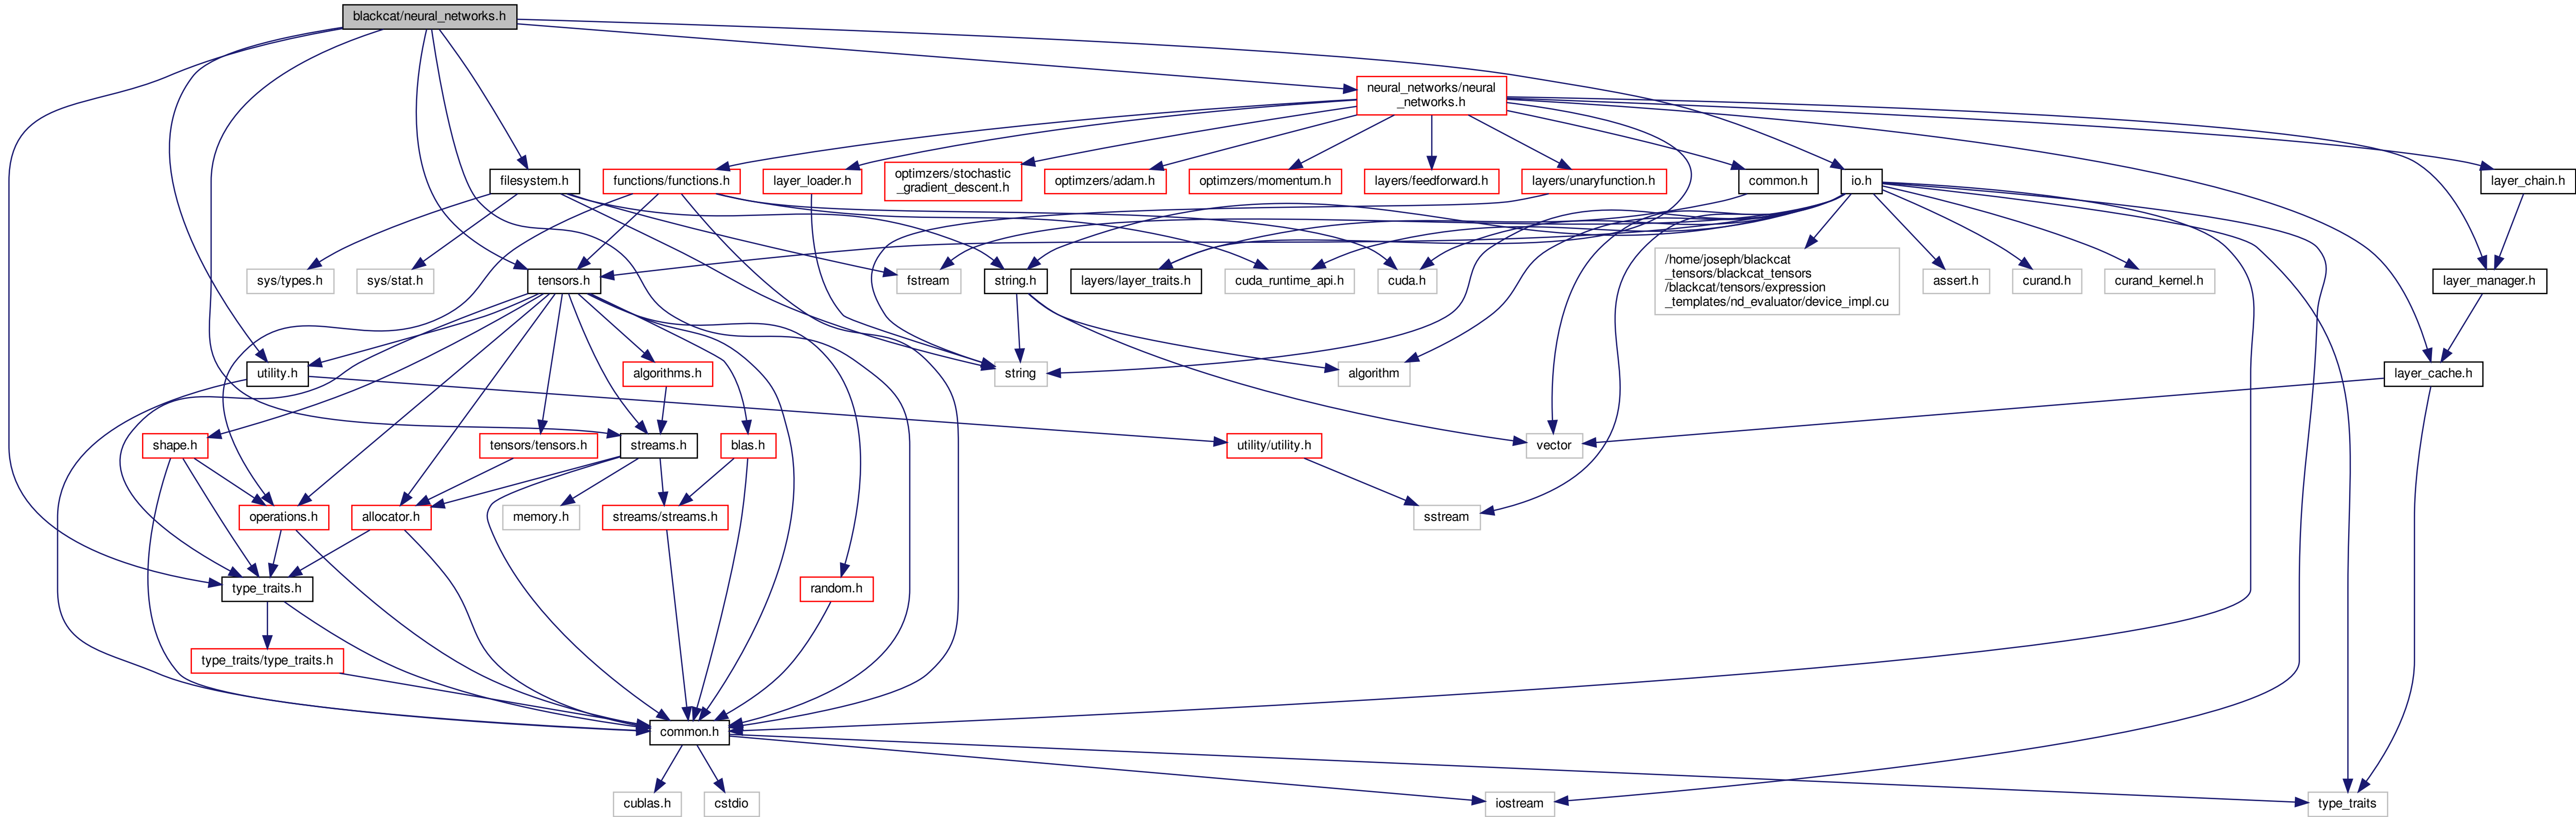 blackcat/neural_networks.h
neural_networks/neural
_networks.h
filesystem.h
functions/functions.h
layer_loader.h
optimzers/stochastic
_gradient_descent.h
optimzers/adam.h
optimzers/momentum.h
layers/feedforward.h
layers/unaryfunction.h
common.h
io.h
layer_chain.h
sys/types.h
sys/stat.h
tensors.h
fstream
string.h
layers/layer_traits.h
cuda_runtime_api.h
cuda.h
/home/joseph/blackcat
_tensors/blackcat_tensors
/blackcat/tensors/expression
_templates/nd_evaluator/device_impl.cu
assert.h
curand.h
curand_kernel.h
layer_manager.h
utility.h
algorithms.h
string
algorithm
layer_cache.h
shape.h
tensors/tensors.h
streams.h
blas.h
utility/utility.h
vector
operations.h
allocator.h
memory.h
streams/streams.h
sstream
type_traits.h
random.h
type_traits/type_traits.h
common.h
cublas.h
cstdio
iostream
type_traits